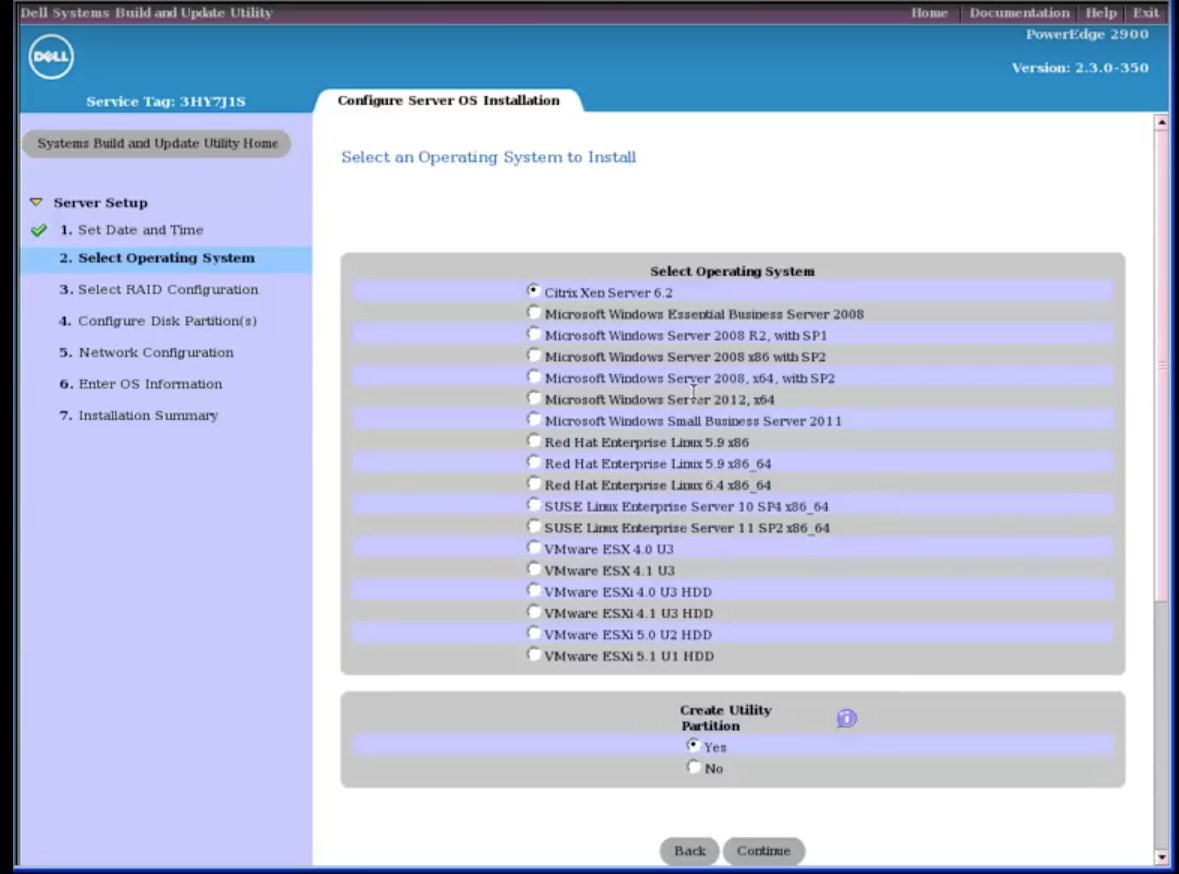 Dell Systems Build and Update Utility
Home | Documentation | Help | Exit
PowerEdge 2900
DELL
Version: 2.3.0-350
Service Tag: 3HY7J1S
Configure Server OS Installation
Systems Build and Update Utility Home
Select an Operating System to Install
Server Setup
1. Set Date and Time
2. Select Operating System
3. Select RAID Configuration
4. Configure Disk Partition(s)
5. Network Configuration
6. Enter OS Information
7. Installation Summary
Select Operating System
Citrix Xen Server 6.2
Microsoft Windows Essential Business Server 2008
Microsoft Windows Server 2008 R2, with SP1
Microsoft Windows Server 2008 x86 with SP2
Microsoft Windows Server 2008, x64, with SP2
Microsoft Windows Server 2012, x64
Microsoft Windows Small Business Server 2011
Red Hat Enterprise Linux 5.9 x86
Red Hat Enterprise Linux 5.9 x86_64
Red Hat Enterprise Linux 6.4 x86_64
SUSE Linux Enterprise Server 10 SP4 x86_64
SUSE Linux Enterprise Server 11 SP2 x86_64
VMware ESX 4.0 U3
VMware ESX 4.1 U3
VMware ESXi 4.0 U3 HDD
VMware ESXi 4.1 U3 HDD
VMware ESXi 5.0 U2 HDD
VMware ESXi 5.1 U1 HDD
Create Utility
Partition
Yes
No
Back
Continue